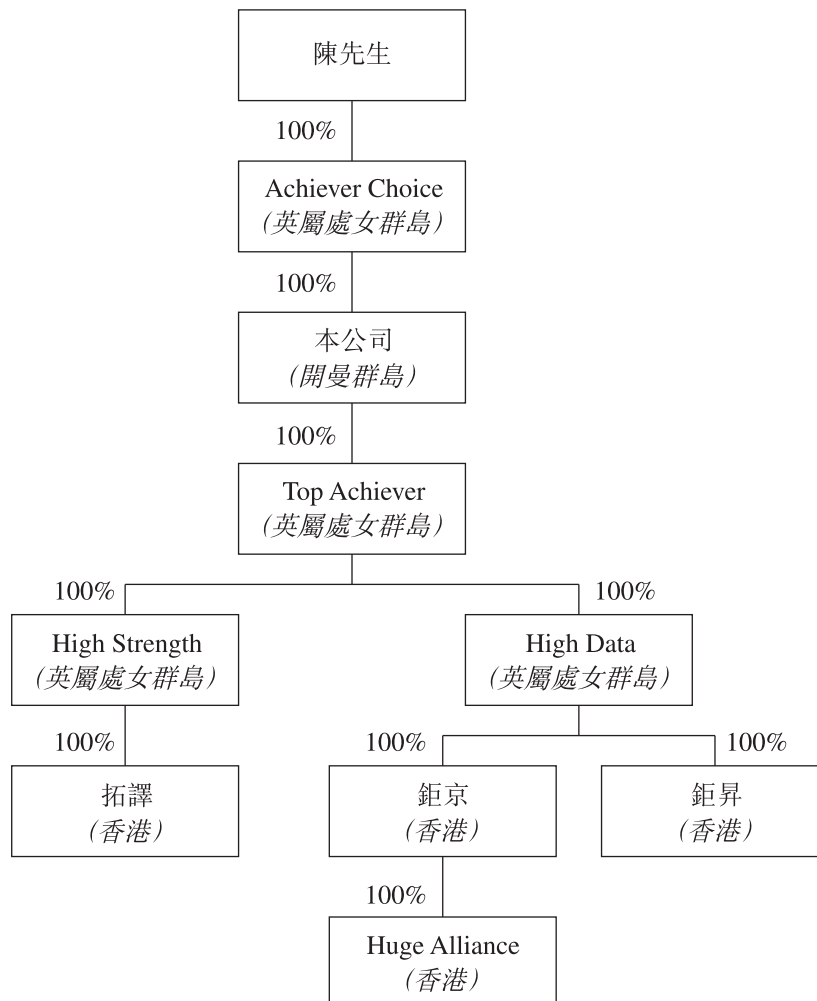 陳先生
100%
Achiever Choice
(英屬處女群島)
100%
本公司
(開曼群島)
100%
Top Achiever
(英屬處女群島)
100%
100%
High Strength
(英屬處女群島)
High Data
(英屬處女群島)
100%
100%
100%
拓譯
(香港)
鉅京
(香港)
鉅昇
(香港)
100%
Huge Alliance
(香港)